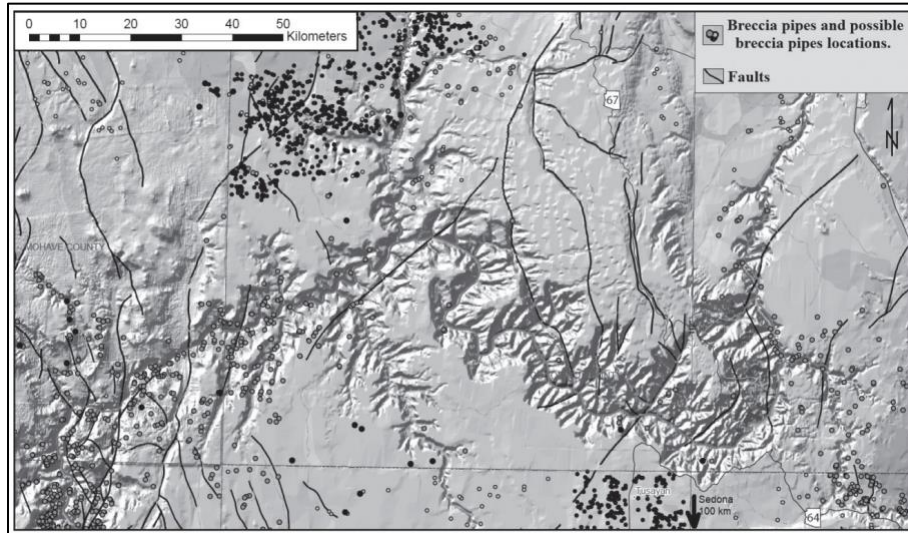 0 10 20 30 40 50
Kilometers
Breccia pipes and possible
breccia pipes locations.
Faults
67
N
MOHAVE COUNTY
Tusayan
Sedona
100 km
64